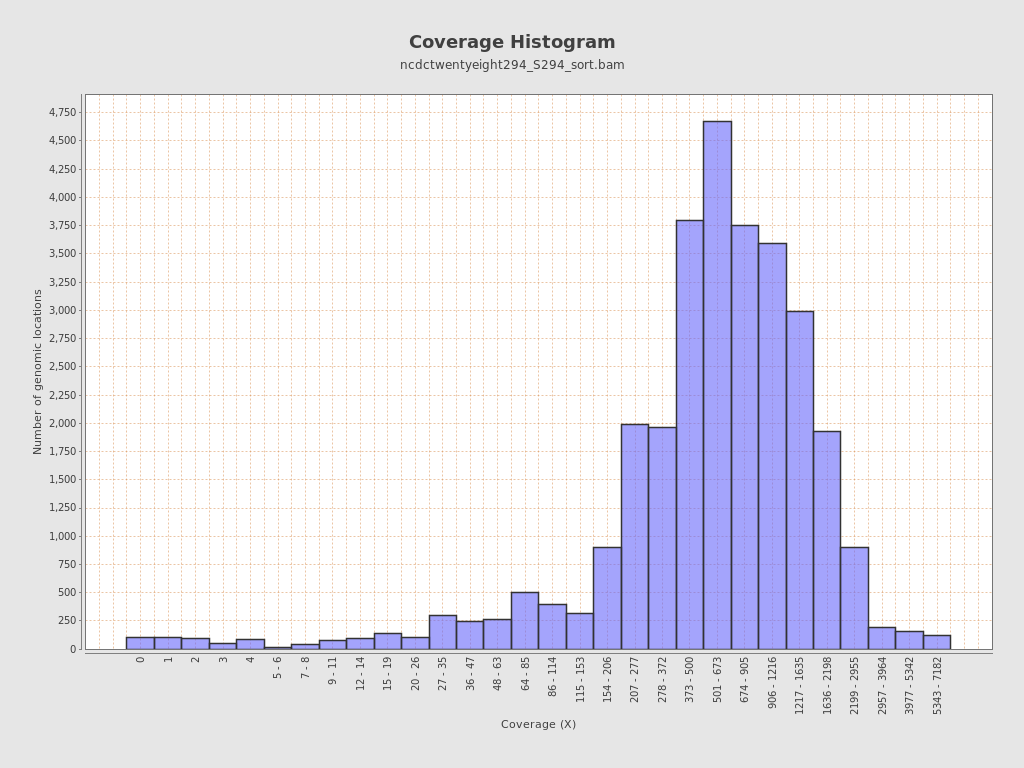 Coverage Histogram
ncdctwentyeight294_S294_sort.bam
Number of genomic locations
4,750
4,500
4,250
4,000
3,750
3,500
3,250
3,000
2,750
2,500
2,250
2,000
1,750
1,500
1,250
1,000
750
500
250
0
0
1
2
3
4
5 - 6
7 - 8
9 - 11
12 - 14
15 - 19
20 - 26
27 - 35
36 - 47
48 - 63
64 - 85
86 - 114
115 - 153
154 - 206
207 - 277
278 - 372
373 - 500
501 - 673
674 - 905
906 - 1216
1217 - 1635
1636 - 2198
2199 - 2955
2957 - 3964
3977 - 5342
5343 - 7182
Coverage (X)